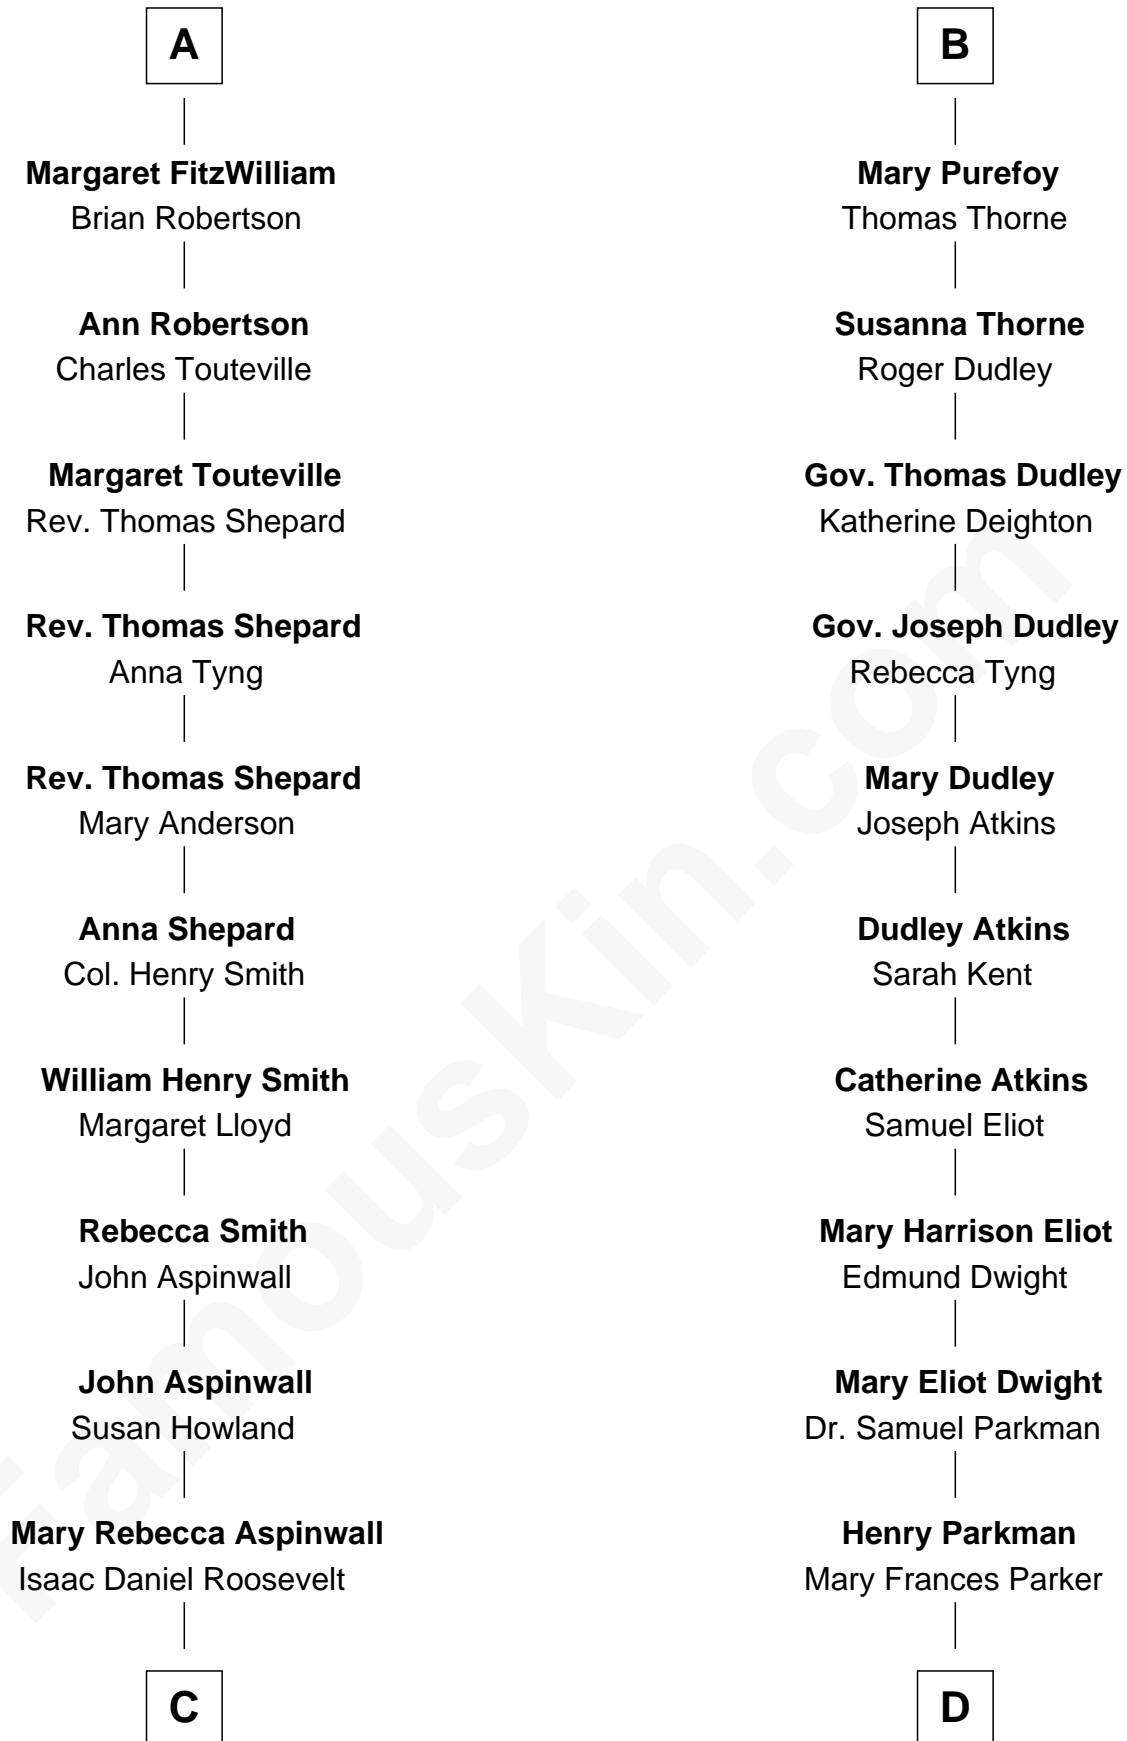 A
Margaret FitzWilliam
Brian Robertson
Ann Robertson
Charles Touteville
Margaret Touteville
Rev. Thomas Shepard
Rev. Thomas Shepard
Anna Tyng
Rev. Thomas Shepard
Mary Anderson
Anna Shepard
Col. Henry Smith
William Henry Smith
Margaret Lloyd
Rebecca Smith
John Aspinwall
John Aspinwall
Susan Howland
Mary Rebecca Aspinwall
Isaac Daniel Roosevelt
C
B
Mary Purefoy
Thomas Thorne
Susanna Thorne
Roger Dudley
Gov. Thomas Dudley
Katherine Deighton
Gov. Joseph Dudley
Rebecca Tyng
Mary Dudley
Joseph Atkins
Dudley Atkins
Sarah Kent
Catherine Atkins
Samuel Eliot
Mary Harrison Eliot
Edmund Dwight
Mary Eliot Dwight
Dr. Samuel Parkman
Henry Parkman
Mary Frances Parker
D
FamousKin.com